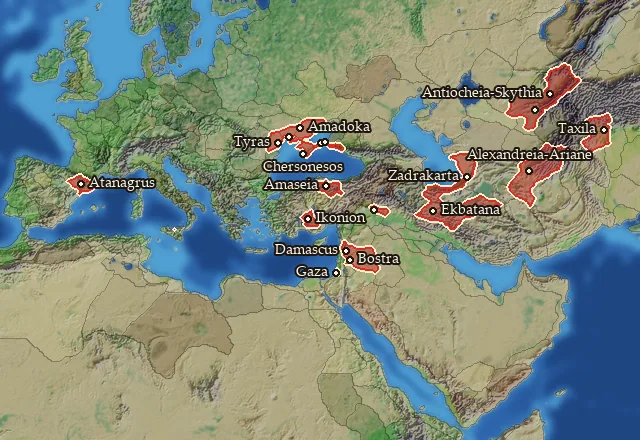 Antiocheia-Skythia
Amadoka
Taxila
Tyras
Alexandreia-Ariane
Chersonesos
Zadrakarta
Atanagrus
Amaseia
Ekbatana
Ikonion
Damascus
Bostra
Gaza